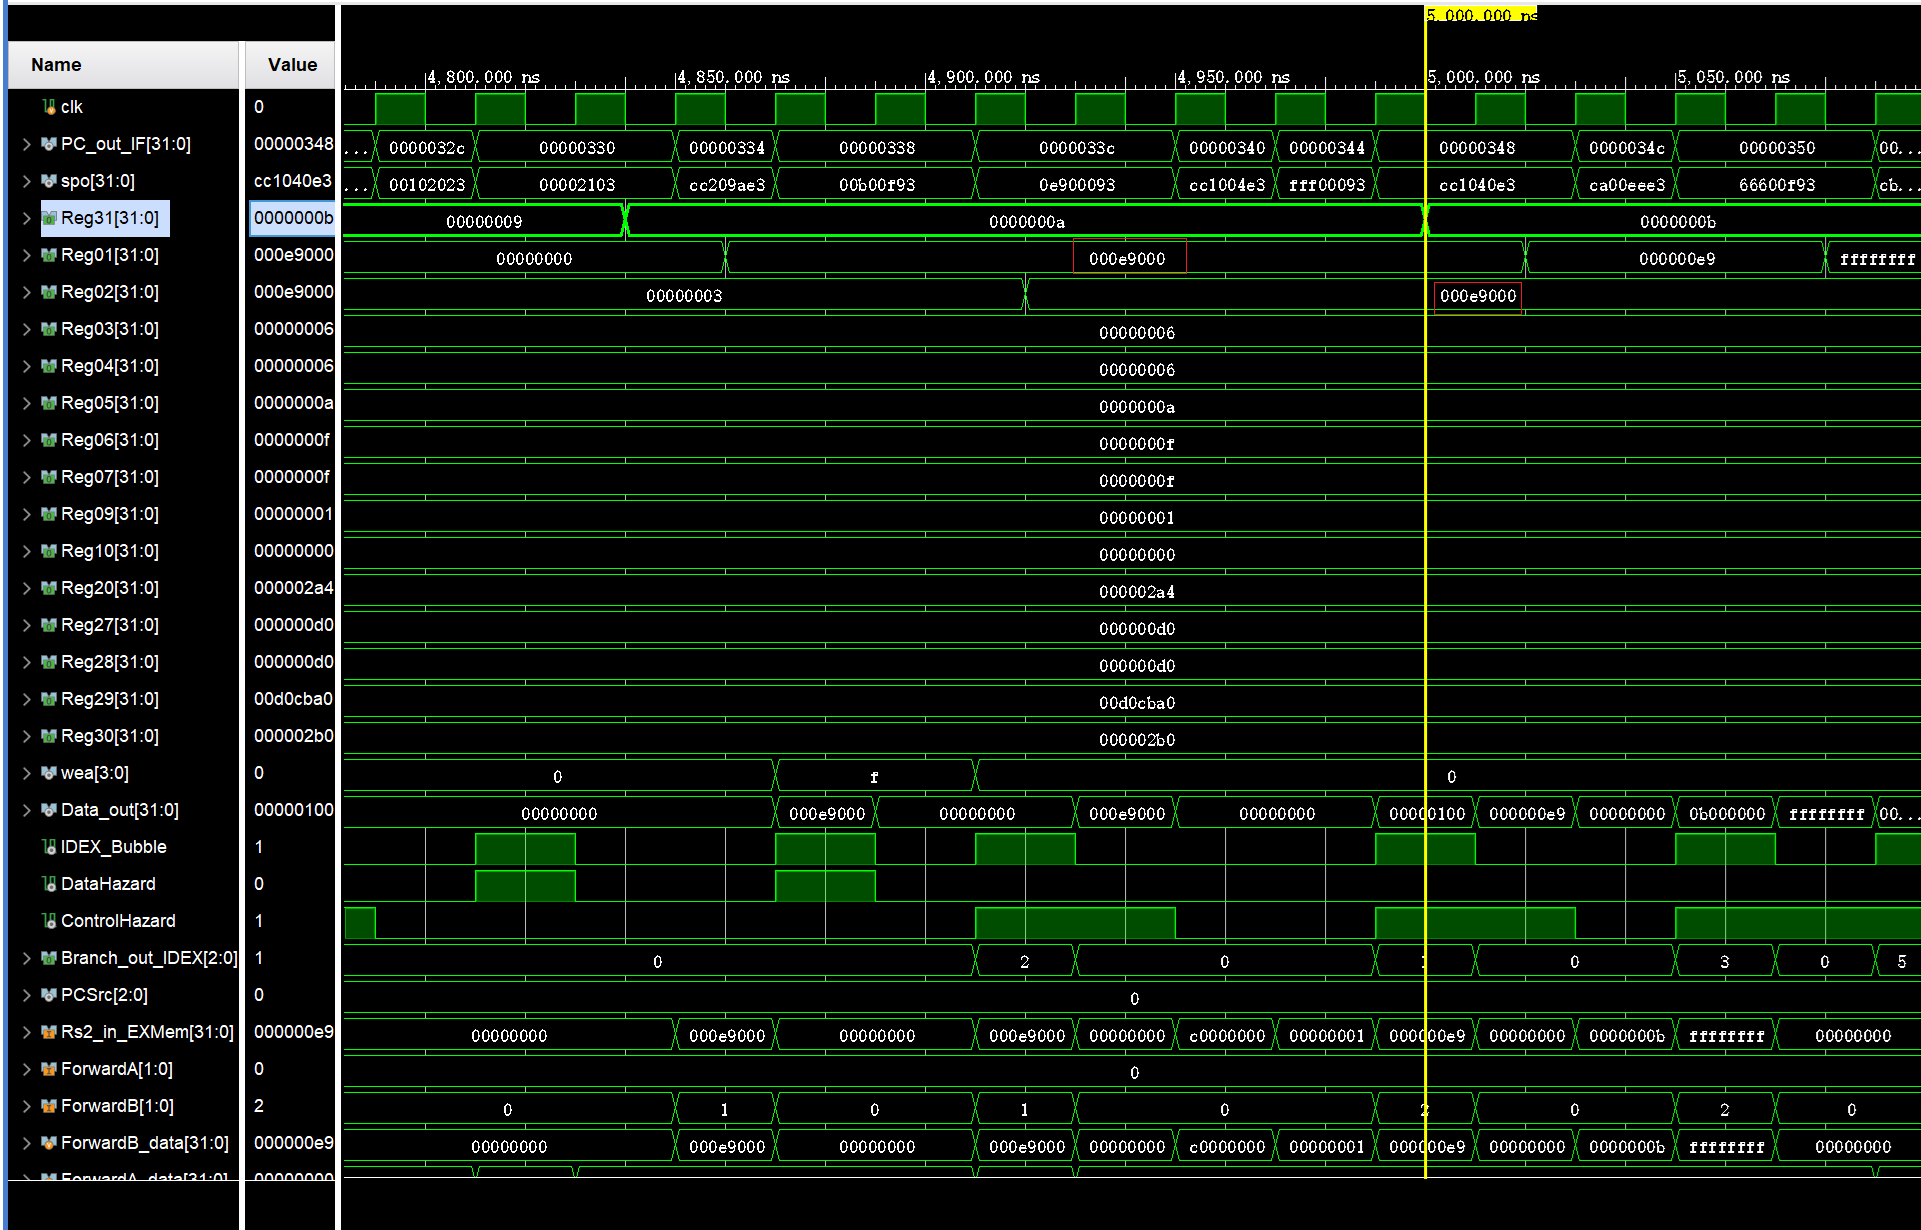 5,000.000 ns
Name Value
4,800.000 ns 4,850.000 ns 4,900.000 ns 4,950.000 ns 5,000.000 ns 5,050.000 ns
clk 0
PC_out_IF[31:0] 00000348 ... 0000032c 00000330 00000334 00000338 0000033c 00000340 00000344 00000348 0000034c 00000350 00...
spo[31:0] cc1040e3 ... 00102023 00002103 cc209ae3 00b00f93 0e900093 cc1004e3 fff00093 cc1040e3 ca00eee3 66600f93 cb...
Reg31[31:0] 0000000b 00000009 0000000a 0000000b
Reg01[31:0] 000e9000 00000000 000e9000 000000e9 ffffffff
Reg02[31:0] 000e9000 00000003 000e9000
Reg03[31:0] 00000006 00000006
Reg04[31:0] 00000006 00000006
Reg05[31:0] 0000000a 0000000a
Reg06[31:0] 0000000f 0000000f
Reg07[31:0] 0000000f 0000000f
Reg09[31:0] 00000001 00000001
Reg10[31:0] 00000000 00000000
Reg20[31:0] 000002a4 000002a4
Reg27[31:0] 000000d0 000000d0
Reg28[31:0] 000000d0 000000d0
Reg29[31:0] 00d0cba0 00d0cba0
Reg30[31:0] 000002b0 000002b0
wea[3:0] 0 0 f 0
Data_out[31:0] 00000100 00000000 000e9000 00000000 000e9000 00000000 00000100 000000e9 00000000 0b000000 ffffffff 00...
IDEX_Bubble 1
DataHazard 0
ControlHazard 1
Branch_out_IDEX[2:0] 1 0 2 0 1 0 3 0 5
PCSrc[2:0] 0 0
Rs2_in_EXMem[31:0] 000000e9 00000000 000e9000 00000000 000e9000 00000000 c0000000 00000001 000000e9 00000000 0000000b ffffffff 00000000
ForwardA[1:0] 0 0
ForwardB[1:0] 2 0 1 0 1 0 2 0 2 0
ForwardB_data[31:0] 000000e9 00000000 000e9000 00000000 000e9000 00000000 c0000000 00000001 000000e9 00000000 0000000b ffffffff 00000000
ForwardA_data[31:0] 00000000